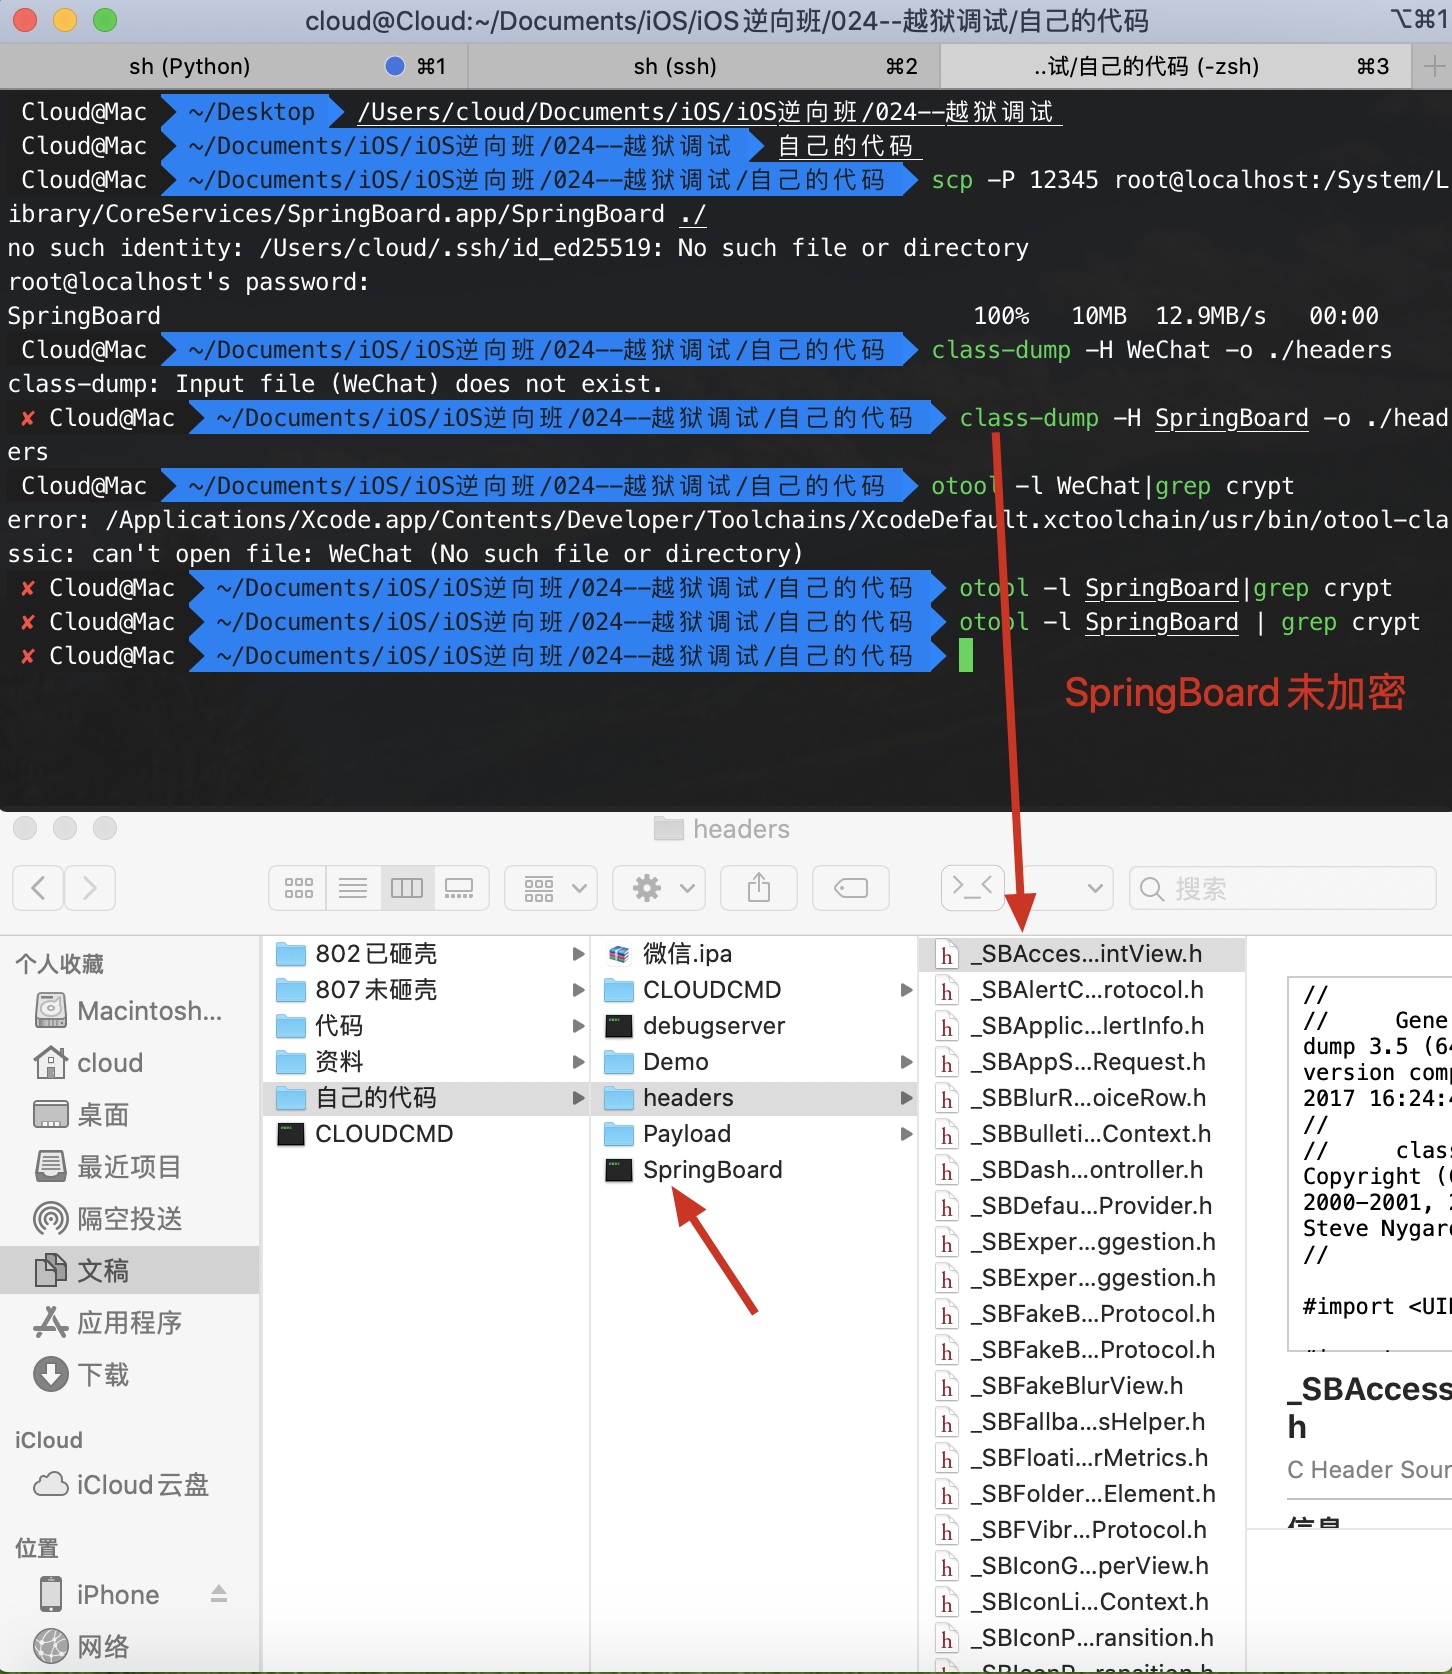 cloud@Cloud:~/Documents/iOS/iOS逆向班/024--越狱调试/自己的代码 ⌥⌘1
sh (Python) ⌘1 sh (ssh) ⌘2 ..试/自己的代码 (-zsh) ⌘3
Cloud@Mac ~/Desktop /Users/cloud/Documents/iOS/iOS逆向班/024--越狱调试
Cloud@Mac ~/Documents/iOS/iOS逆向班/024--越狱调试 自己的代码
Cloud@Mac ~/Documents/iOS/iOS逆向班/024--越狱调试/自己的代码 scp -P 12345 root@localhost:/System/L
ibrary/CoreServices/SpringBoard.app/SpringBoard ./
no such identity: /Users/cloud/.ssh/id_ed25519: No such file or directory
root@localhost's password:
SpringBoard 100% 10MB 12.9MB/s 00:00
Cloud@Mac ~/Documents/iOS/iOS逆向班/024--越狱调试/自己的代码 class-dump -H WeChat -o ./headers
class-dump: Input file (WeChat) does not exist.
✘ Cloud@Mac ~/Documents/iOS/iOS逆向班/024--越狱调试/自己的代码 class-dump -H SpringBoard -o ./head
ers
Cloud@Mac ~/Documents/iOS/iOS逆向班/024--越狱调试/自己的代码 otool -l WeChat|grep crypt
error: /Applications/Xcode.app/Contents/Developer/Toolchains/XcodeDefault.xctoolchain/usr/bin/otool-cla
ssic: can't open file: WeChat (No such file or directory)
✘ Cloud@Mac ~/Documents/iOS/iOS逆向班/024--越狱调试/自己的代码 otool -l SpringBoard|grep crypt
✘ Cloud@Mac ~/Documents/iOS/iOS逆向班/024--越狱调试/自己的代码 otool -l SpringBoard | grep crypt
✘ Cloud@Mac ~/Documents/iOS/iOS逆向班/024--越狱调试/自己的代码
SpringBoard未加密
headers
搜索
个人收藏
Macintosh...
cloud
桌面
最近项目
隔空投送
文稿
应用程序
下载
iCloud
iCloud云盘
位置
iPhone
网络
802已砸壳
807未砸壳
代码
资料
自己的代码
CLOUDCMD
微信.ipa
CLOUDCMD
debugserver
Demo
headers
Payload
SpringBoard
_SBAcces...intView.h
_SBAlertC...rotocol.h
_SBApplic...lertInfo.h
_SBAppS...Request.h
_SBBlurR...oiceRow.h
_SBBulleti...Context.h
_SBDash...ontroller.h
_SBDefau...Provider.h
_SBExper...ggestion.h
_SBExper...ggestion.h
_SBFakeB...Protocol.h
_SBFakeB...Protocol.h
_SBFakeBlurView.h
_SBFallba...sHelper.h
_SBFloati...rMetrics.h
_SBFolder...Element.h
_SBFVibr...Protocol.h
_SBIconG...perView.h
_SBIconLi...Context.h
_SBIconP...ransition.h
//
// Gene
dump 3.5 (64
version comp
2017 16:24:4
//
// clas
Copyright (
2000-2001, 
Steve Nygar
//
#import <UI
_SBAccess
h
C Header Sour
信息